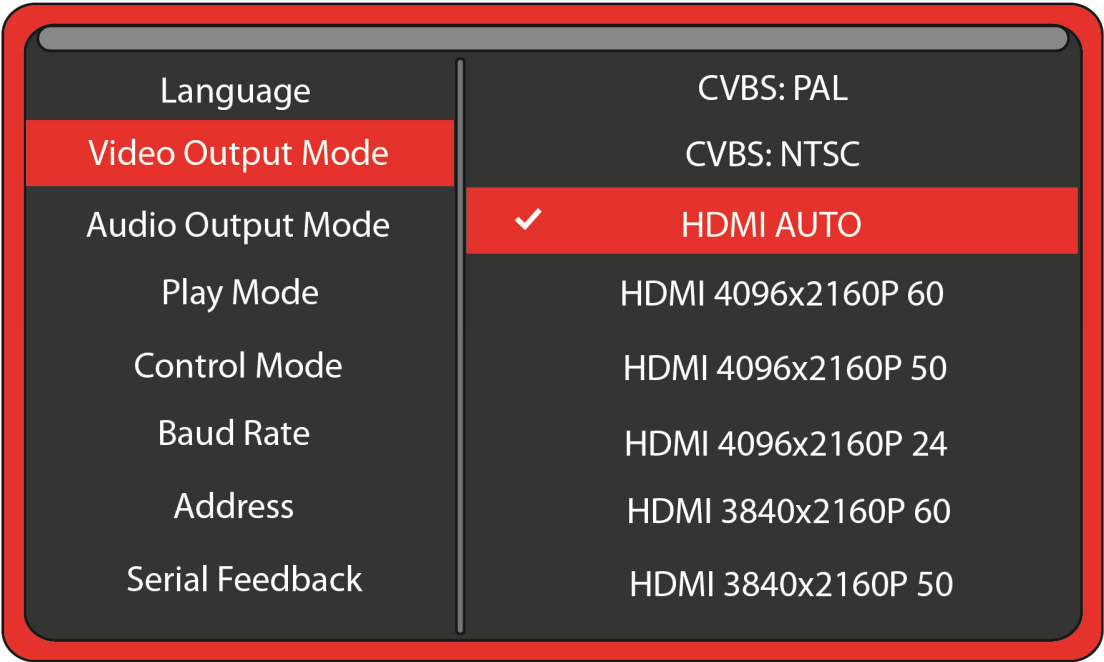 Language
Video Output Mode
Audio Output Mode
Play Mode
Control Mode
Baud Rate
Address
Serial Feedback
CVBS: PAL
CVBS: NTSC
HDMI AUTO
HDMI 4096x2160P 60
HDMI 4096x2160P 50
HDMI 4096x2160P 24
HDMI 3840x2160P 60
HDMI 3840x2160P 50